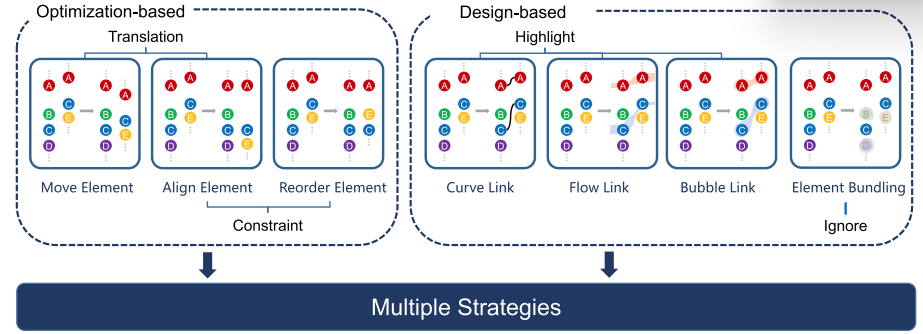 Optimization-based
Design-based
Translation
Highlight
A A A A
B C B C
C E C E
D D
A A A A
B C B
C E C C
D D E
A A A A
B C B E
C E C C
D D
A A A A
B C B C
C E C E
D D
A A A A
B C B C
C E C E
D D
A A A A
B C B C
C E C E
D D
A A A A
B C B C
C E C E
D D
Move Element
Align Element
Reorder Element
Curve Link
Flow Link
Bubble Link
Element Bundling
Constraint
Ignore
Multiple Strategies